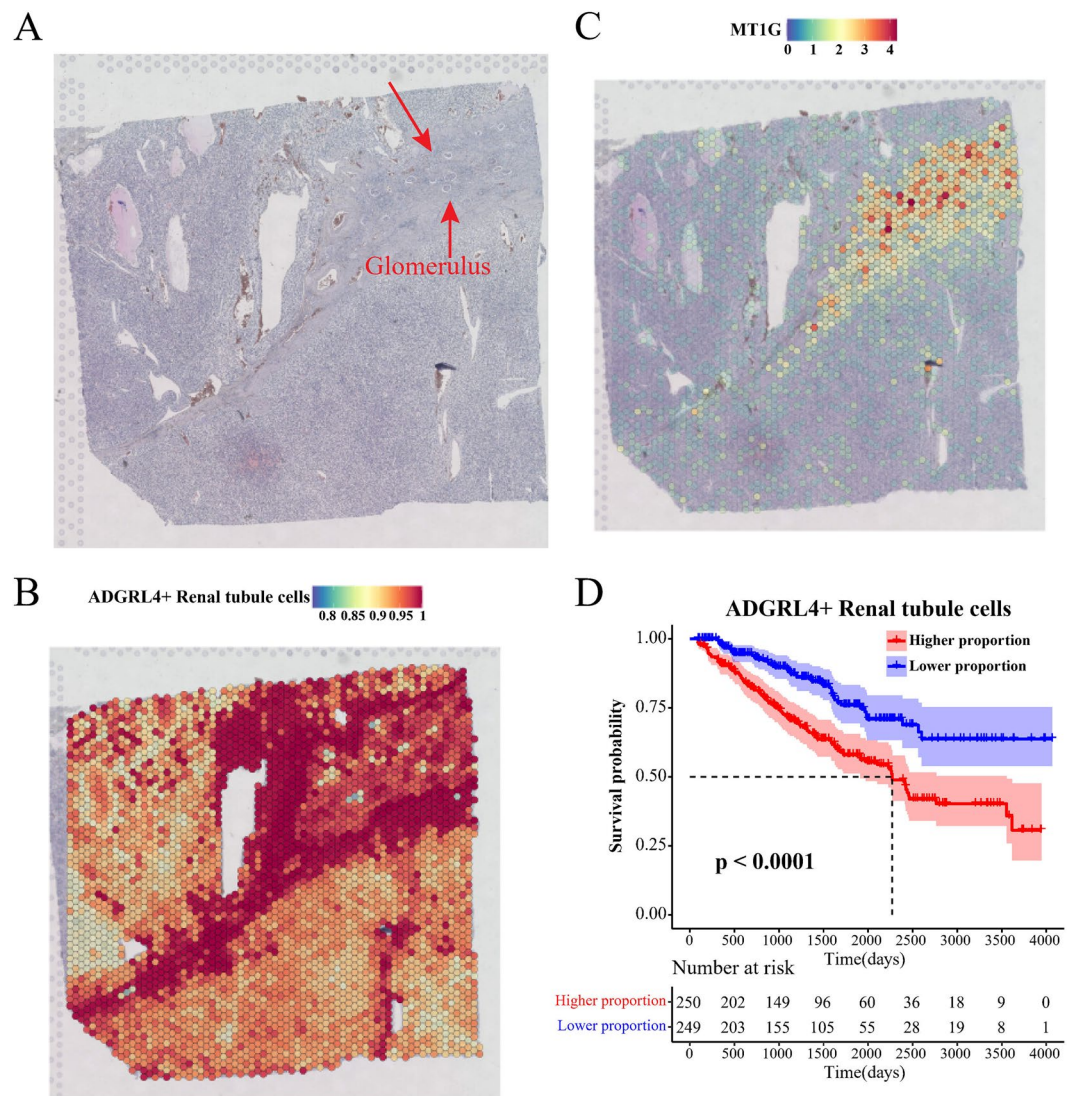 A
Glomerulus
C
MT1G
0 1 2 3 4
B
ADGRL4+ Renal tubule cells
0.8 0.85 0.9 0.95 1
D
ADGRL4+ Renal tubule cells
Higher proportion
Lower proportion
Survival probability
1.00
0.75
0.50
0.25
0.00
p < 0.0001
0 500 1000 1500 2000 2500 3000 3500 4000
Time(days)
Number at risk
Higher proportion 250 202 149 96 60 36 18 9 0
Lower proportion 249 203 155 105 55 28 19 8 1
0 500 1000 1500 2000 2500 3000 3500 4000
Time(days)